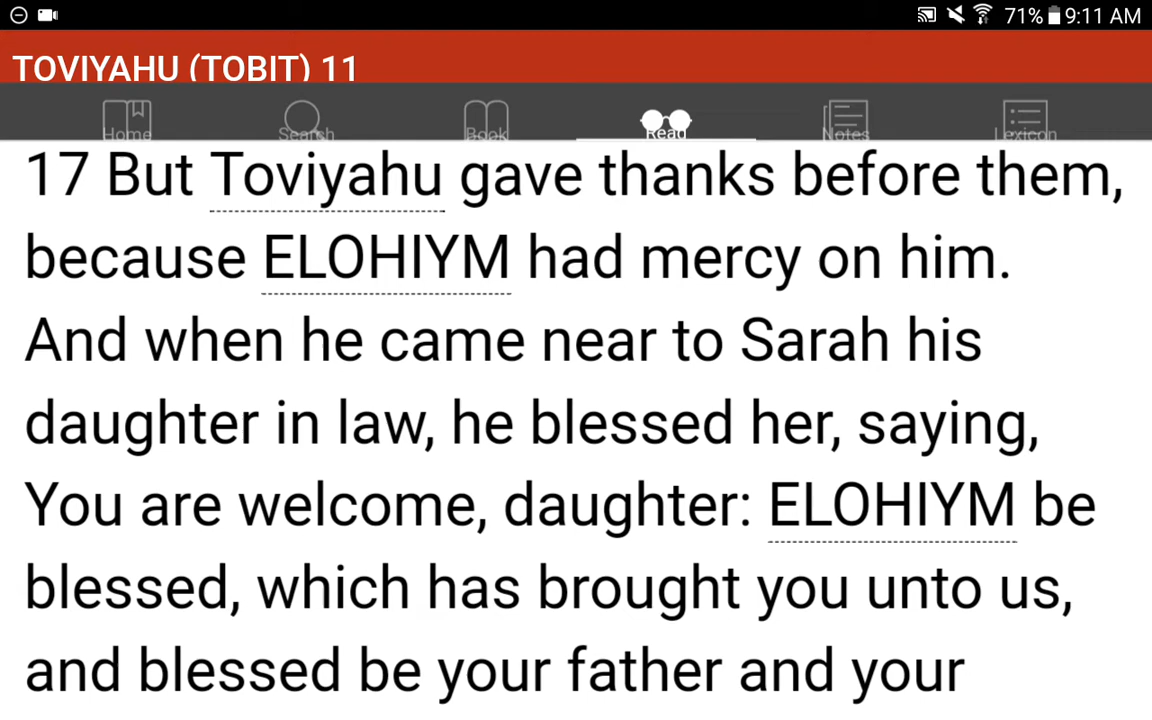 71% 9:11 AM
TOVIYAHU (TOBIT) 11
Home Search Book Read Notes Lexicon
17 But Toviyahu gave thanks before them,
because ELOHIYM had mercy on him.
And when he came near to Sarah his
daughter in law, he blessed her, saying,
You are welcome, daughter: ELOHIYM be
blessed, which has brought you unto us,
and blessed be your father and your